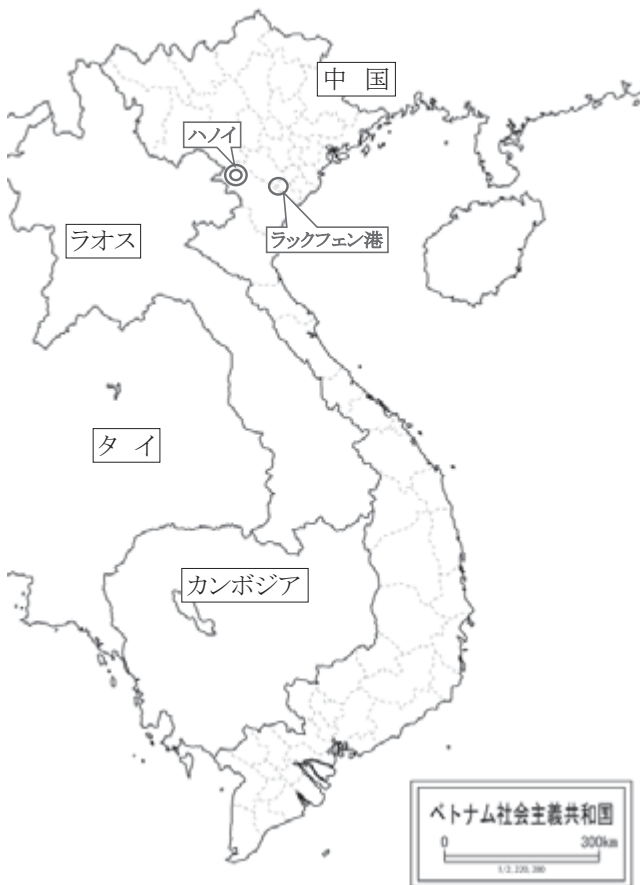 中 国
ハノイ
ラックフェン港
ラオス
タ イ
カンボジア
ベトナム社会主義共和国
0 300km